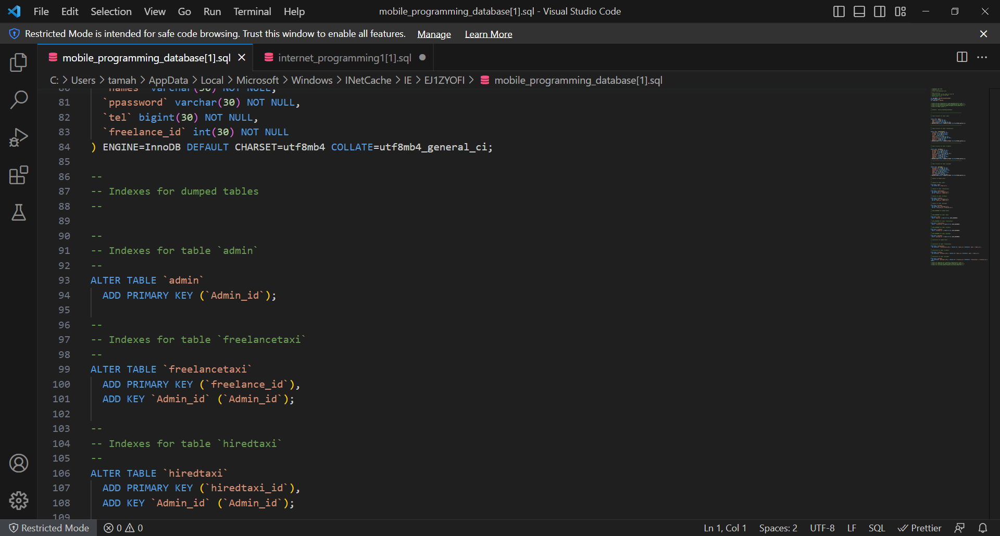 File Edit Selection View Go Run Terminal Help
mobile_programming_database[1].sql - Visual Studio Code
Restricted Mode is intended for safe code browsing. Trust this window to enable all features. Manage Learn More
mobile_programming_database[1].sql
internet_programming1[1].sql
C: > Users > tamah > AppData > Local > Microsoft > Windows > INetCache > IE > EJ1ZYOFI > mobile_programming_database[1].sql
80 `names` varchar(30) NOT NULL,
81 `ppassword` varchar(30) NOT NULL,
82 `tel` bigint(30) NOT NULL,
83 `freelance_id` int(30) NOT NULL
84 ) ENGINE=InnoDB DEFAULT CHARSET=utf8mb4 COLLATE=utf8mb4_general_ci;
85
86 --
87 -- Indexes for dumped tables
88 --
89
90 --
91 -- Indexes for table `admin`
92 --
93 ALTER TABLE `admin`
94 ADD PRIMARY KEY (`Admin_id`);
95
96 --
97 -- Indexes for table `freelancetaxi`
98 --
99 ALTER TABLE `freelancetaxi`
100 ADD PRIMARY KEY (`freelance_id`),
101 ADD KEY `Admin_id` (`Admin_id`);
102
103 --
104 -- Indexes for table `hiredtaxi`
105 --
106 ALTER TABLE `hiredtaxi`
107 ADD PRIMARY KEY (`hiredtaxi_id`),
108 ADD KEY `Admin_id` (`Admin_id`);
109
Restricted Mode 0 0
Ln 1, Col 1 Spaces: 2 UTF-8 LF SQL Prettier